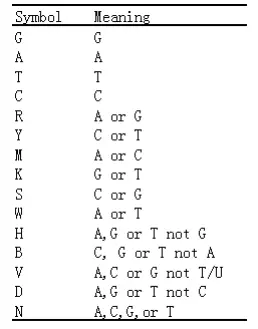 Symbol Meaning
G G
A A
T T
C C
R A or G
Y C or T
M A or C
K G or T
S C or G
W A or T
H A,G or T not G
B C, G or T not A
V A,C or G not T/U
D A,G or T not C
N A,C,G,or T